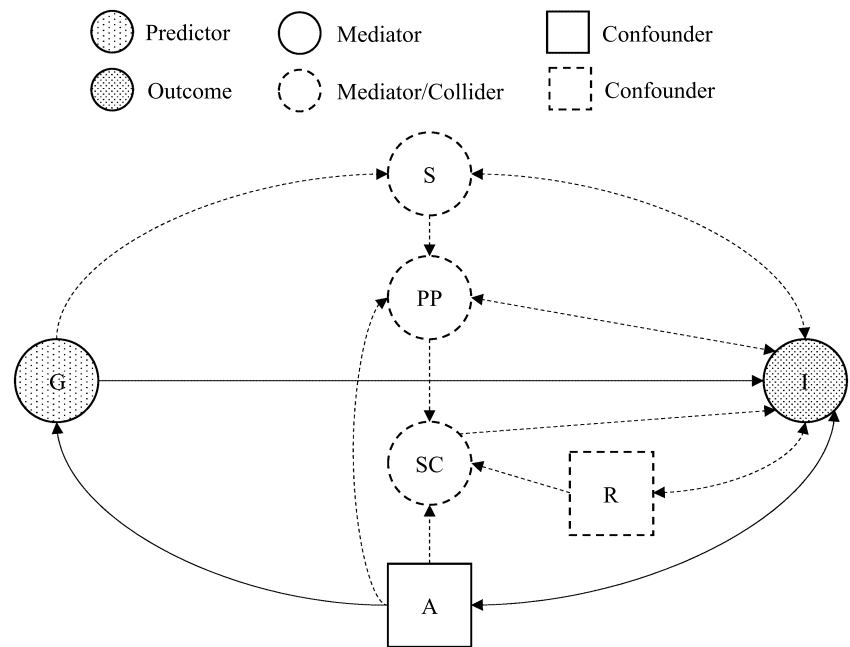 Predictor Mediator Confounder
Outcome Mediator/Collider Confounder
S
PP
G I
SC
R
A